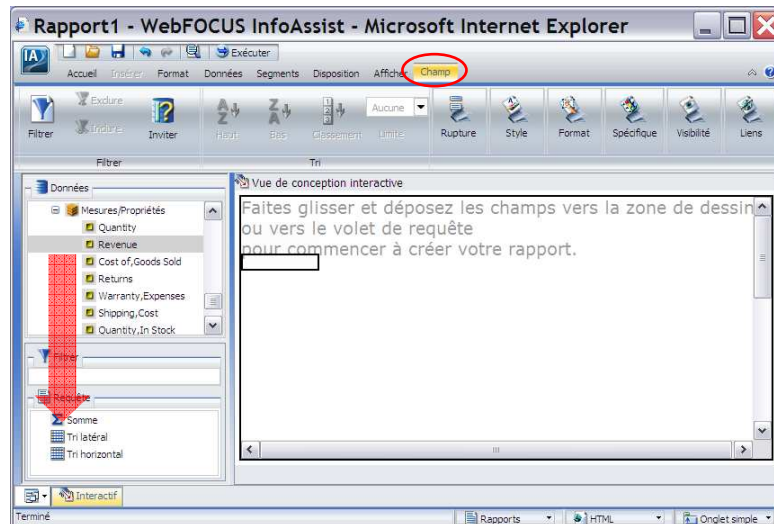 Rapport1 - WebFOCUS InfoAssist - Microsoft Internet Explorer
IA
Exécuter
Accueil Insérer Format Données Segments Disposition Afficher Champ
Exclure
Inclure
Filtrer
Inviter
Haut
Bas
Classement
Aucune
Limite
Rupture
Style
Format
Spécifique
Visibilité
Liens
Filtrer
Tri
Données
Mesures/Propriétés
Quantity
Revenue
Cost of,Goods Sold
Returns
Warranty,Expenses
Shipping,Cost
Quantity,In Stock
Filtrer
Requête
Somme
Tri latéral
Tri horizontal
Vue de conception interactive
Faites glisser et déposez les champs vers la zone de dessin
ou vers le volet de requête
pour commencer à créer votre rapport.
Interactif
Terminé
Rapports
HTML
Onglet simple